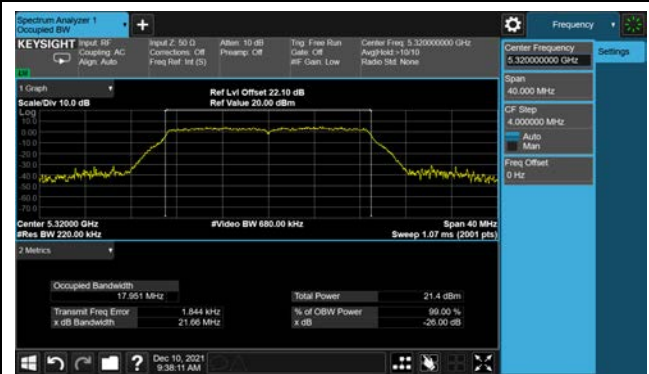 Spectrum Analyzer 1
Occupied BW
Frequency
KEYSIGHT
Input: RF
Coupling: AC
Align: Auto
Input Z: 50 Ω
Corrections: Off
Freq Ref: Int (S)
Atten: 10 dB
Preamp: Off
Trig: Free Run
Gate: Off
#IF Gain: Low
Center Freq: 5.320000000 GHz
Avg|Hold:>10/10
Radio Std: None
Center Frequency
5.320000000 GHz
Settings
Span
40.000 MHz
CF Step
4.000000 MHz
Auto
Man
Freq Offset
0 Hz
1 Graph
Scale/Div 10.0 dB
Ref Lvl Offset 22.10 dB
Ref Value 20.00 dBm
Log
10.0
0.00
-10.0
-20.0
-30.0
-40.0
-50.0
-60.0
-70.0
Center 5.32000 GHz
#Res BW 220.00 kHz
#Video BW 680.00 kHz
Span 40 MHz
Sweep 1.07 ms (2001 pts)
2 Metrics
Occupied Bandwidth
17.951 MHz
Total Power 21.4 dBm
Transmit Freq Error 1.844 kHz
% of OBW Power 99.00 %
x dB Bandwidth 21.66 MHz
x dB -26.00 dB
?
Dec 10, 2021
9:38:11 AM